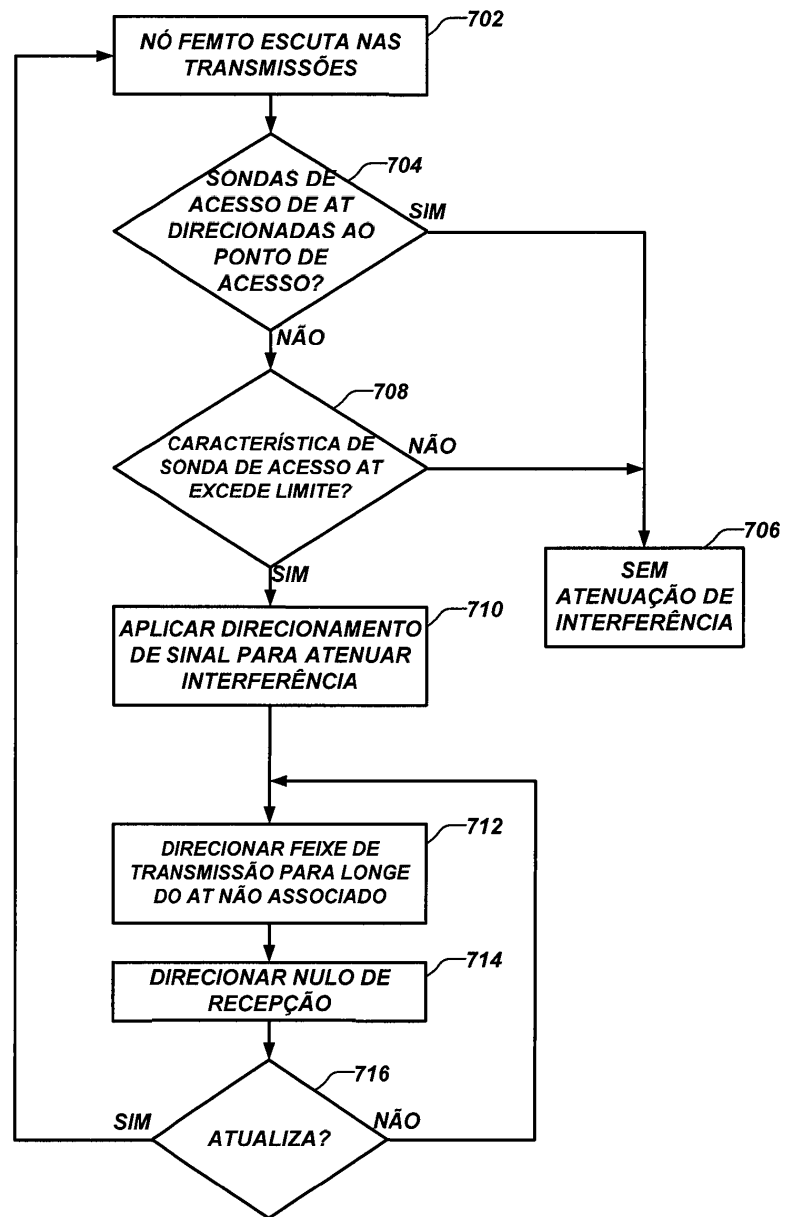 702
NÓ FEMTO ESCUTA NAS
TRANSMISSÕES
704
SONDAS DE
ACESSO DE AT
DIRECIONADAS AO
PONTO DE
ACESSO?
SIM
NÃO
708
CARACTERÍSTICA DE
SONDA DE ACESSO AT
EXCEDE LIMITE?
NÃO
SIM
706
SEM
ATENUAÇÃO DE
INTERFERÊNCIA
710
APLICAR DIRECIONAMENTO
DE SINAL PARA ATENUAR
INTERFERÊNCIA
712
DIRECIONAR FEIXE DE
TRANSMISSÃO PARA LONGE
DO AT NÃO ASSOCIADO
714
DIRECIONAR NULO DE
RECEPÇÃO
716
SIM
ATUALIZA?
NÃO